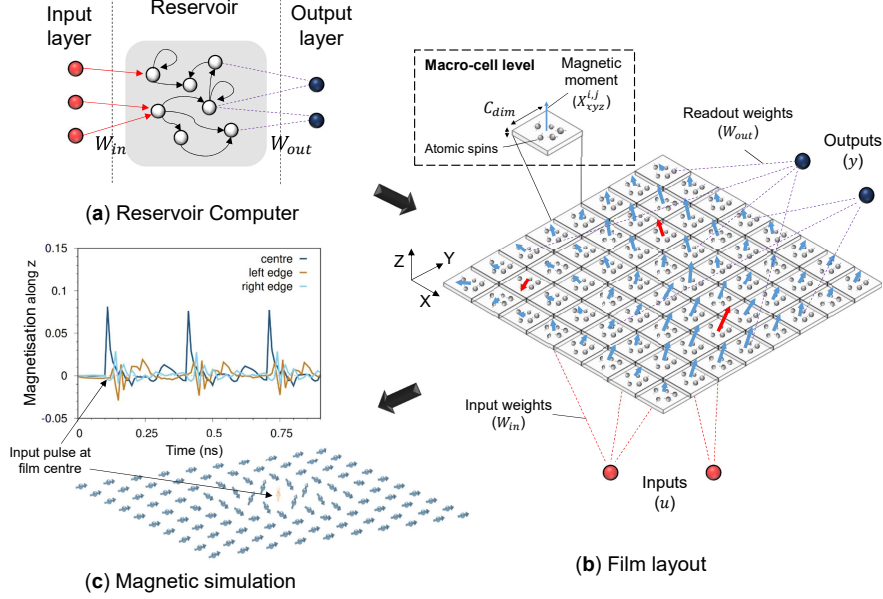 Input
layer
Reservoir
Output
layer
W_in
W_out
(a) Reservoir Computer
Macro-cell level
Magnetic
moment
(X_xyz^i,j)
C_dim
Atomic spins
Readout weights
(W_out)
Outputs
(y)
Z
Y
X
Input weights
(W_in)
Inputs
(u)
(b) Film layout
0.15
0.1
0.05
0
-0.05
Magnetisation along z
centre
left edge
right edge
0
0.25
0.5
0.75
Time (ns)
Input pulse at
film centre
(c) Magnetic simulation